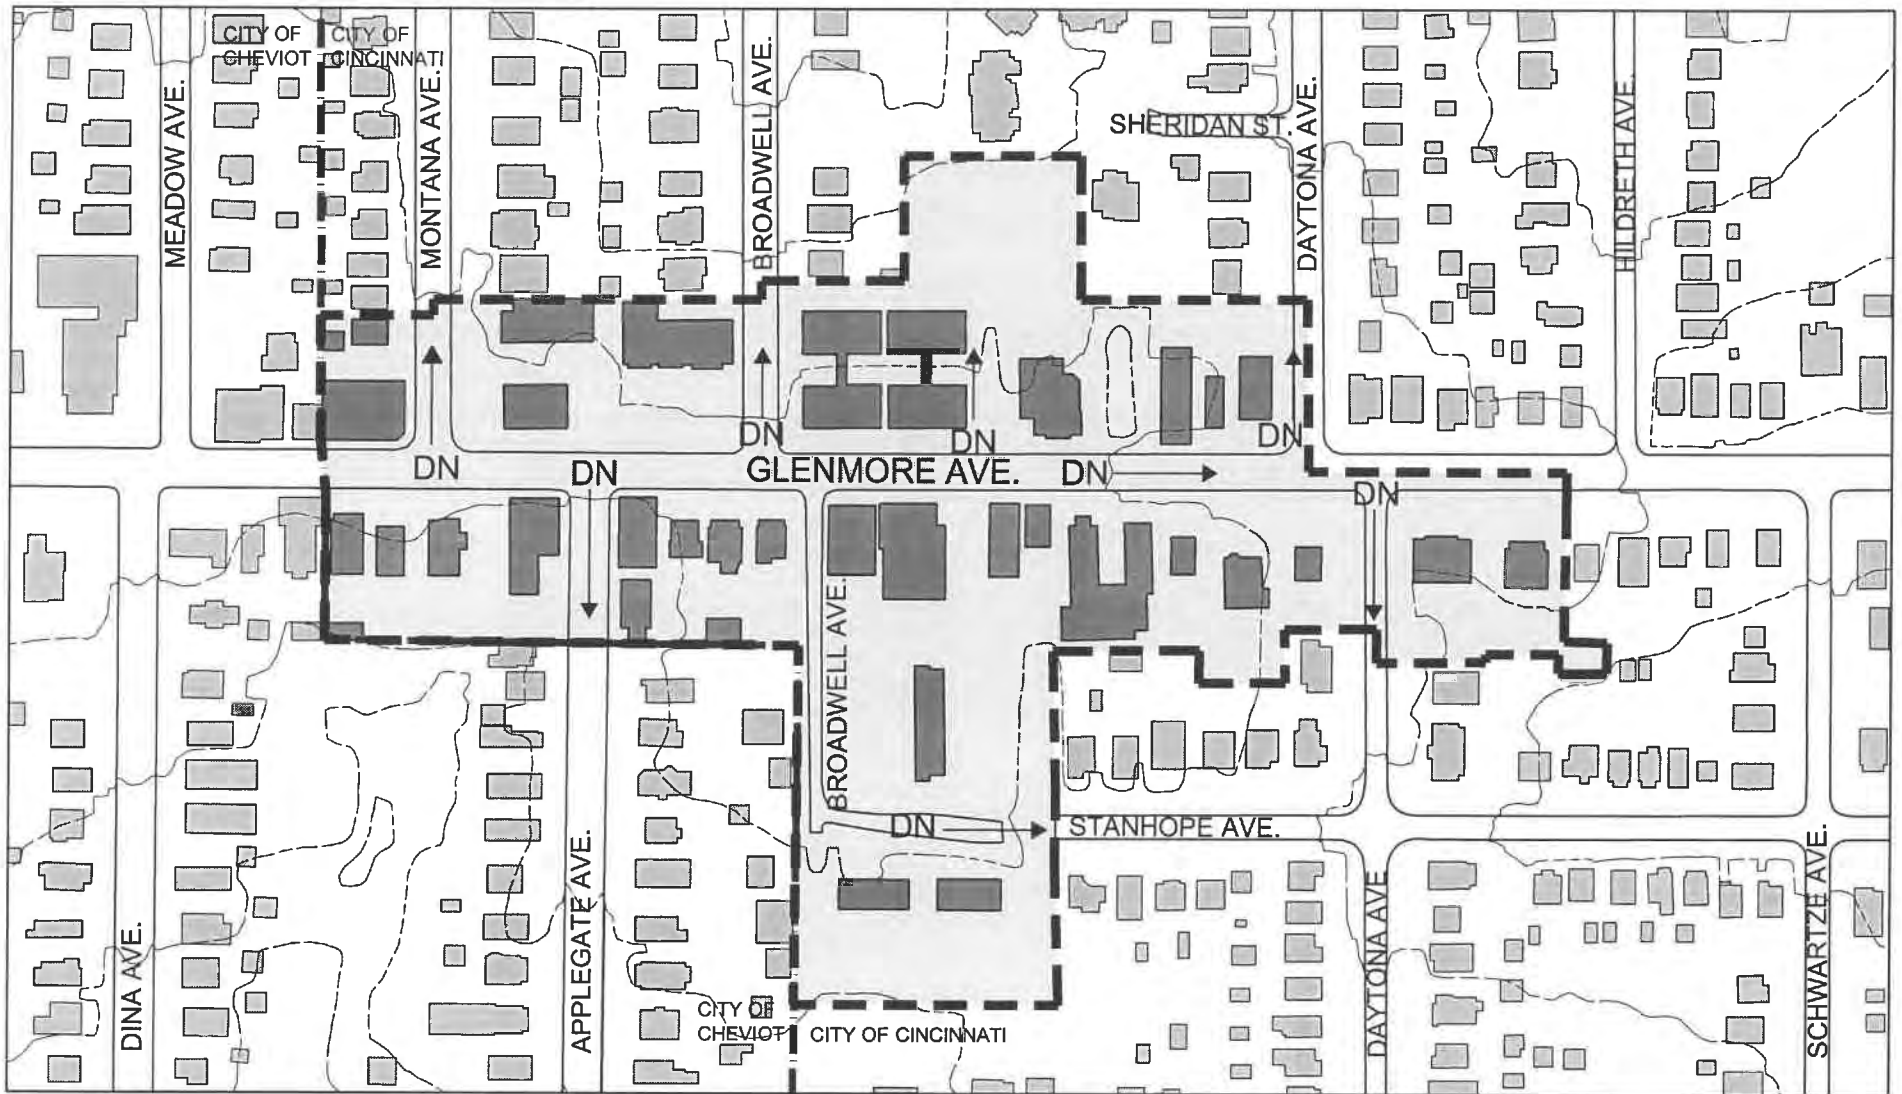 CITY OF
CHEVIOT
CITY OF
CINCINNATI
MEADOW AVE.
MONTANA AVE.
BROADWELL AVE.
SHERIDAN ST.
DAYTONA AVE.
HILDRETH AVE.
DN
DN
DN
DN
DN
GLENMORE AVE.
DN
DN
BROADWELL AVE.
DN
STANHOPE AVE.
DINA AVE.
APPLEGATE AVE.
DAYTONA AVE
SCHWARTZE AVE.
CITY OF
CHEVIOT
CITY OF CINCINNATI